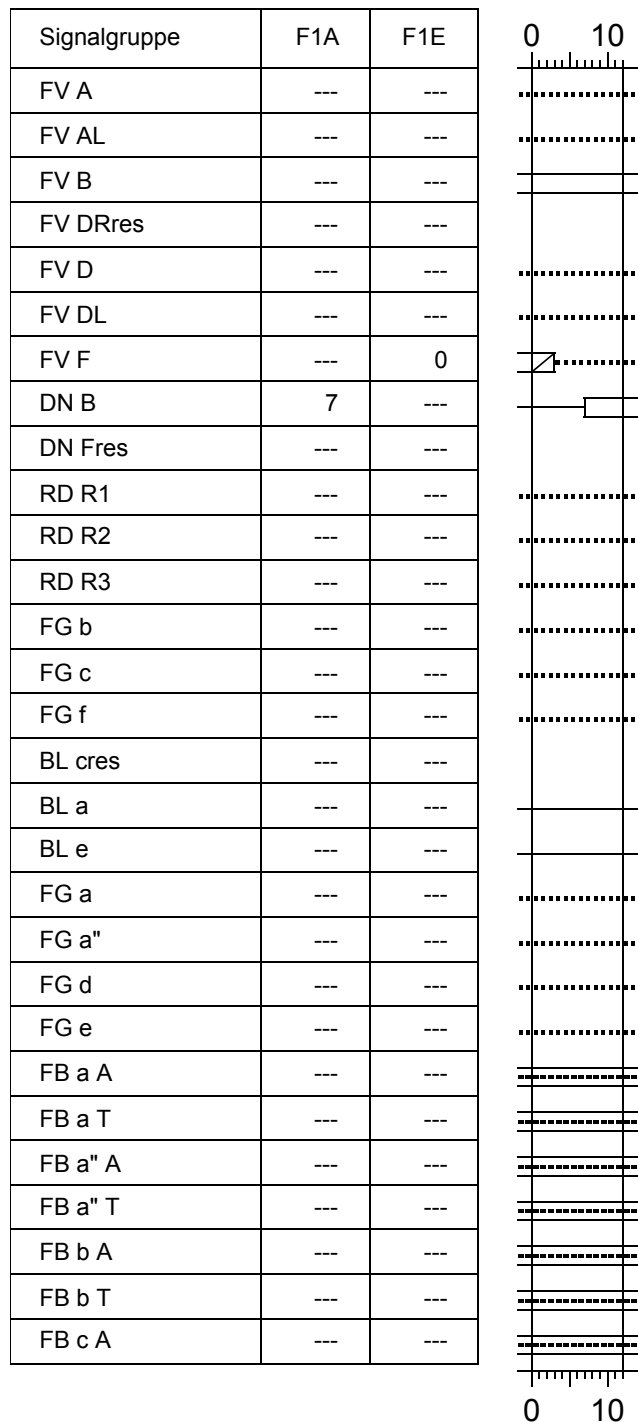 Signalgruppe F1A F1E 0 10
FV A --- ---
FV AL --- ---
FV B --- ---
FV DRres --- ---
FV D --- ---
FV DL --- ---
FV F --- 0
DN B 7 ---
DN Fres --- ---
RD R1 --- ---
RD R2 --- ---
RD R3 --- ---
FG b --- ---
FG c --- ---
FG f --- ---
BL cres --- ---
BL a --- ---
BL e --- ---
FG a --- ---
FG a" --- ---
FG d --- ---
FG e --- ---
FB a A --- ---
FB a T --- ---
FB a" A --- ---
FB a" T --- ---
FB b A --- ---
FB b T --- ---
FB c A --- ---
0 10